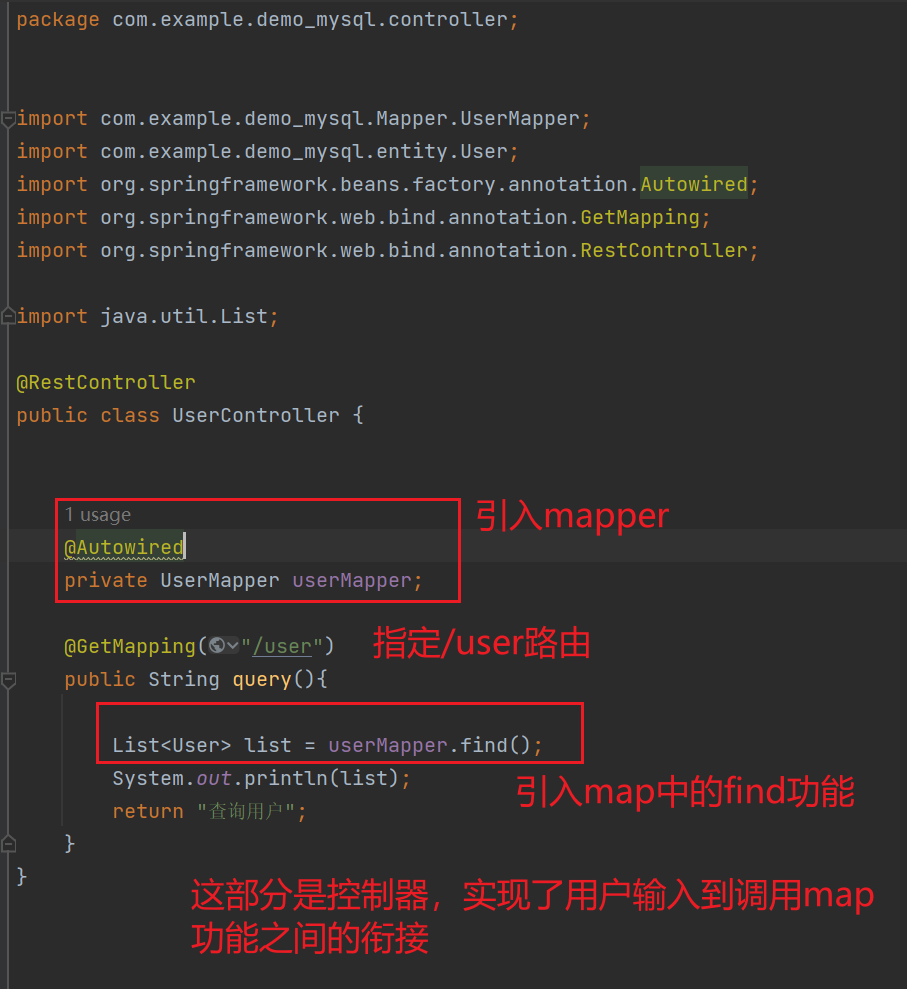 package com.example.demo_mysql.controller;
import com.example.demo_mysql.Mapper.UserMapper;
import com.example.demo_mysql.entity.User;
import org.springframework.beans.factory.annotation.Autowired;
import org.springframework.web.bind.annotation.GetMapping;
import org.springframework.web.bind.annotation.RestController;
import java.util.List;
@RestController
public class UserController {
1 usage
引入mapper
@Autowired
private UserMapper userMapper;
@GetMapping("/user")
指定/user路由
public String query(){
List<User> list = userMapper.find();
System.out.println(list);
引入map中的find功能
return "查询用户";
}
}
这部分是控制器，实现了用户输入到调用map
功能之间的衔接